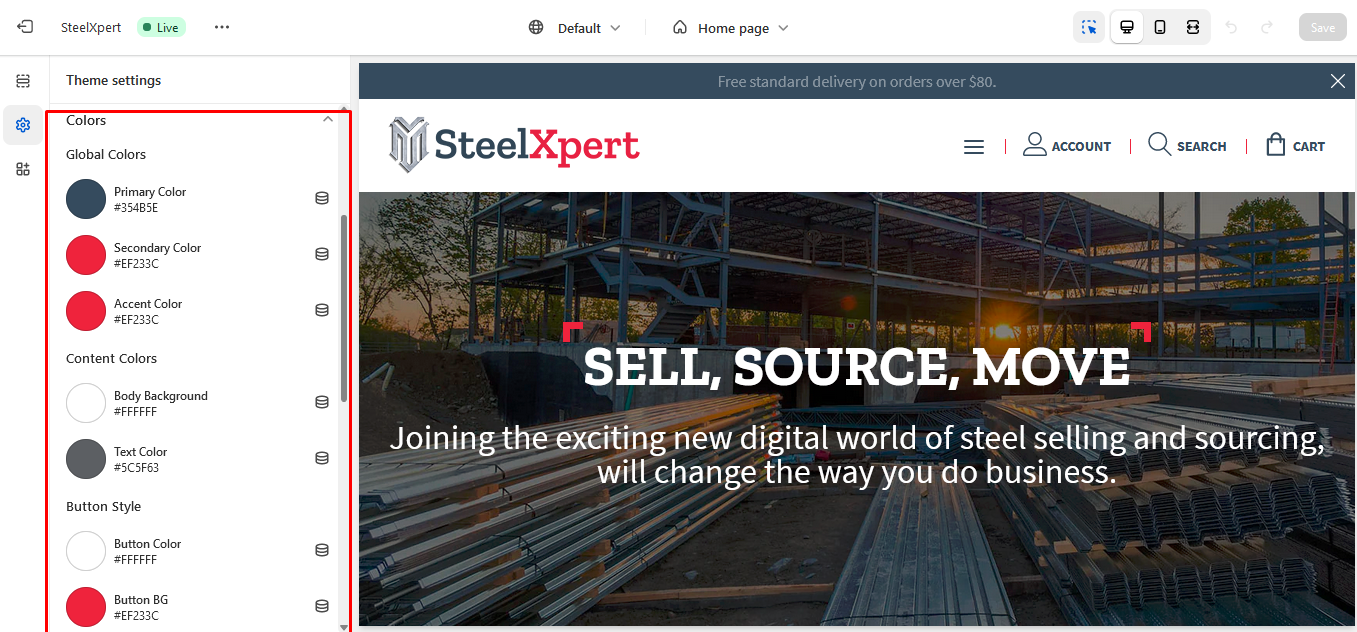 SteelXpert
Live
Default
Home page
Save
Theme settings
Colors
Global Colors
Primary Color
#354B5E
Secondary Color
#EF233C
Accent Color
#EF233C
Content Colors
Body Background
#FFFFFF
Text Color
#5C5F63
Button Style
Button Color
#FFFFFF
Button BG
#EF233C
Free standard delivery on orders over $80.
SteelXpert
ACCOUNT
SEARCH
CART
SELL, SOURCE, MOVE
Joining the exciting new digital world of steel selling and sourcing,
will change the way you do business.